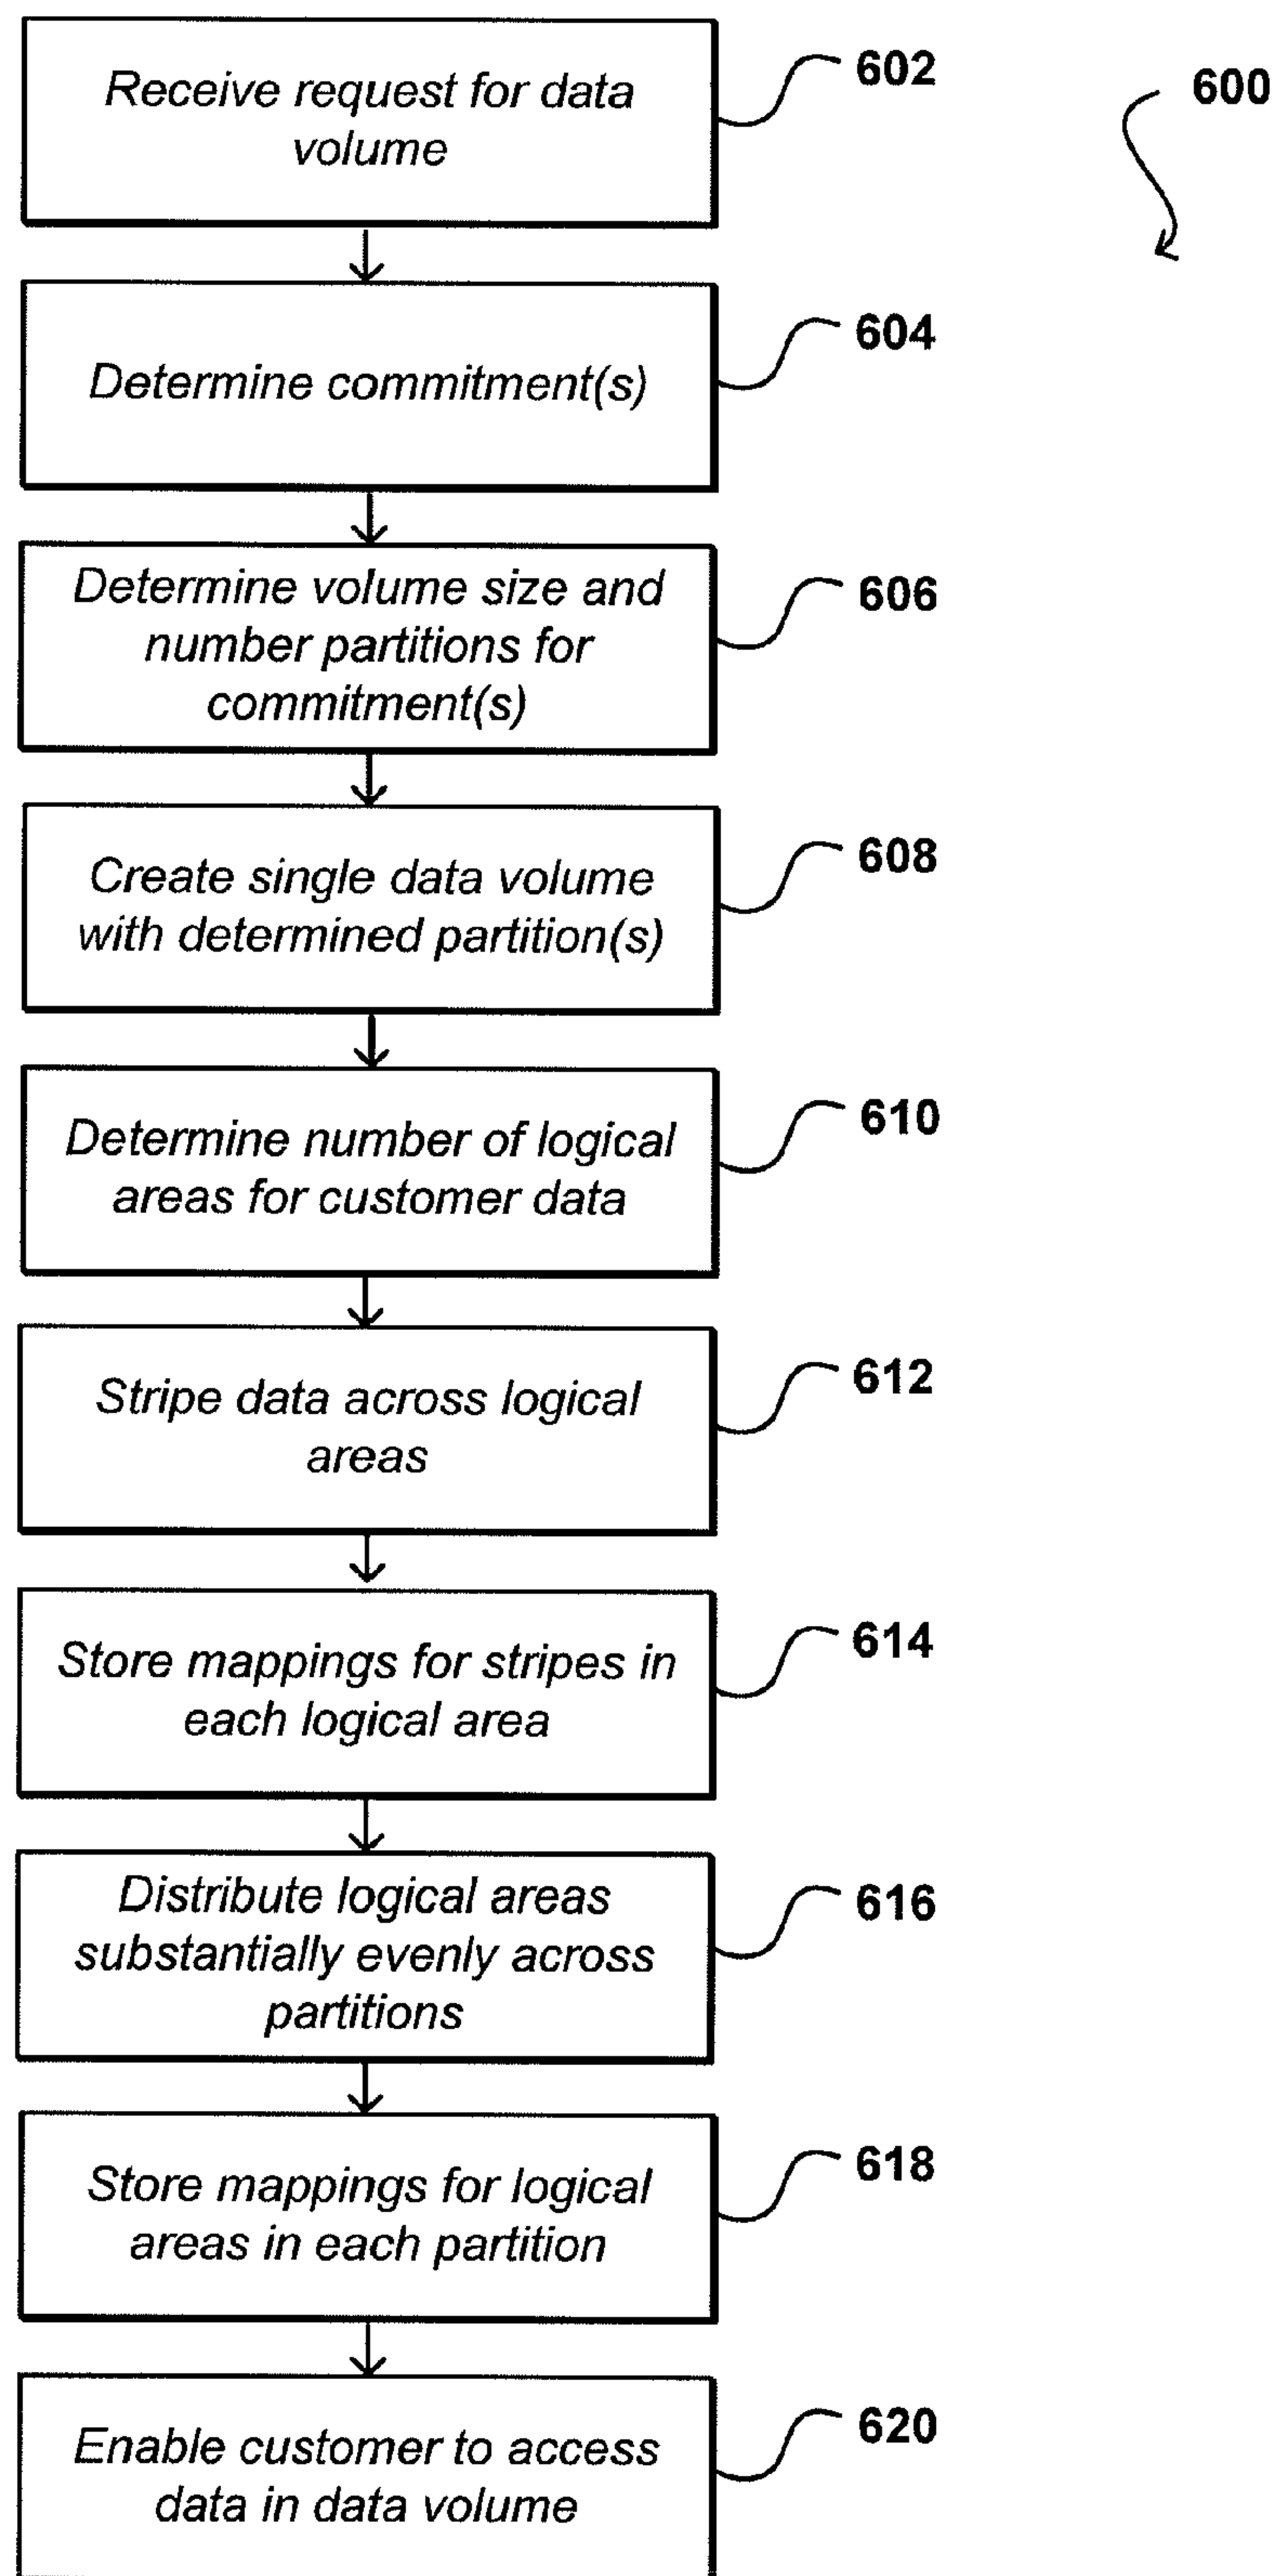 Receive request for data
volume
602
600
Determine commitment(s)
604
Determine volume size and
number partitions for
commitment(s)
606
Create single data volume
with determined partition(s)
608
Determine number of logical
areas for customer data
610
Stripe data across logical
areas
612
Store mappings for stripes in
each logical area
614
Distribute logical areas
substantially evenly across
partitions
616
Store mappings for logical
areas in each partition
618
Enable customer to access
data in data volume
620